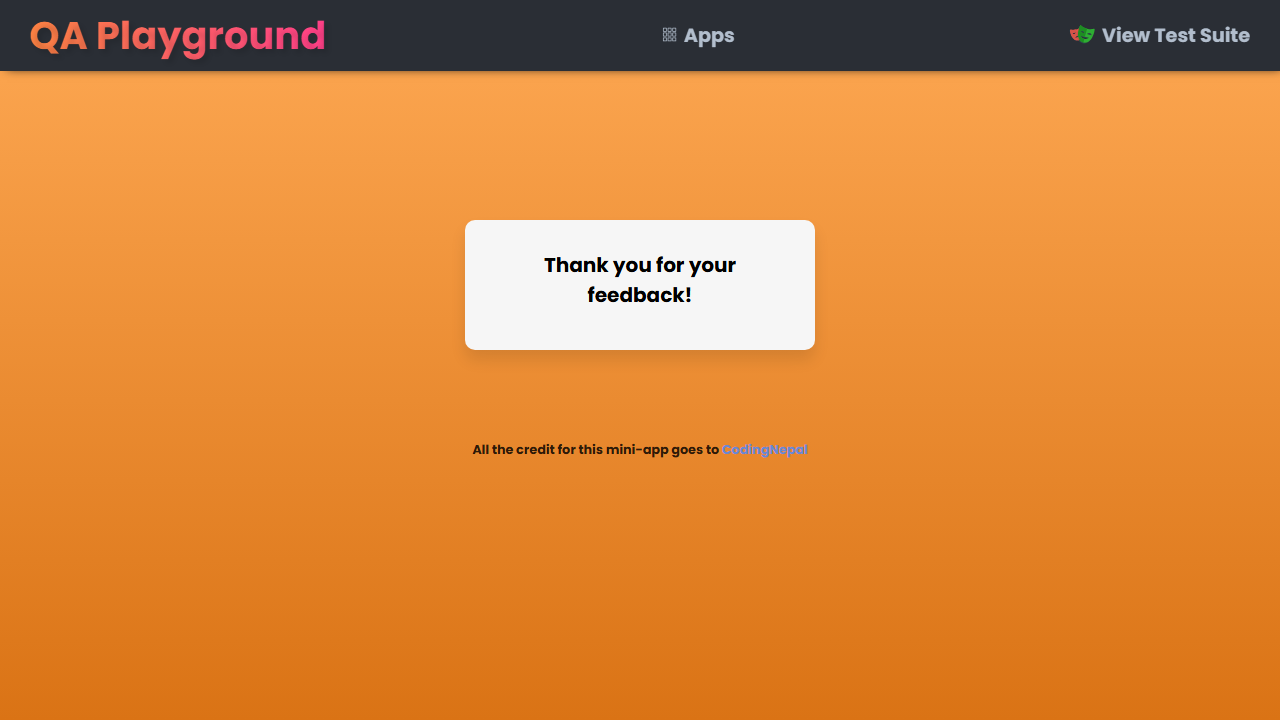 QA Playground
Apps
View Test Suite
Thank you for your
feedback!
All the credit for this mini-app goes to CodingNepal